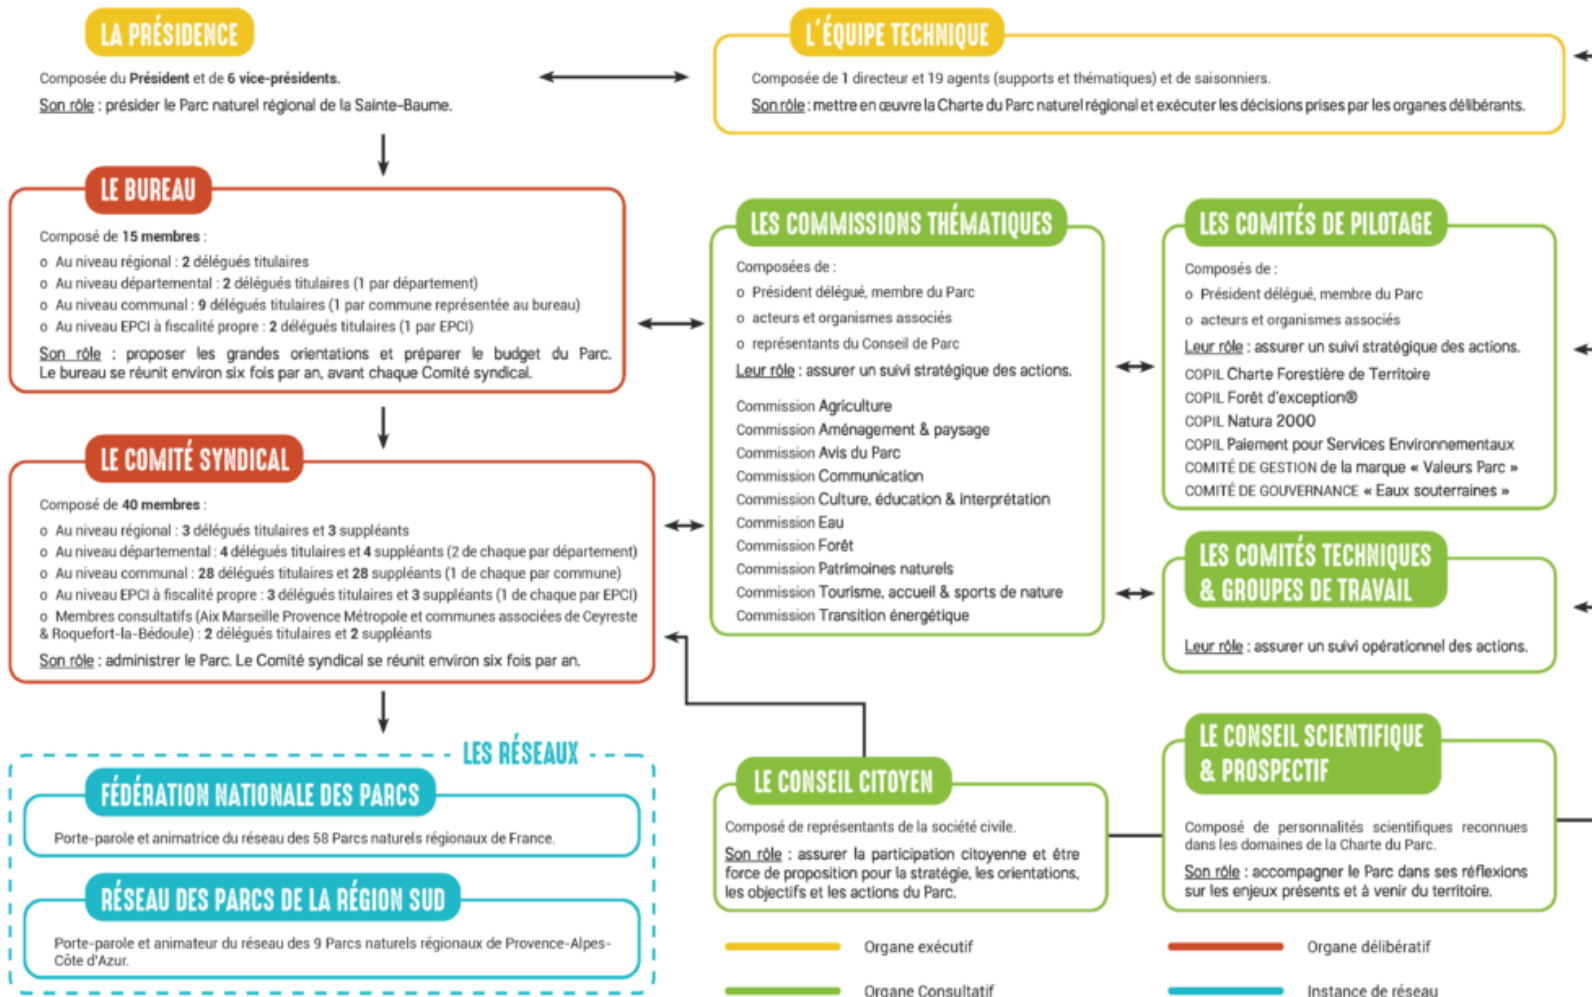 LA PRÉSIDENCE
Composée du Président et de 6 vice-présidents.
Son rôle : présider le Parc naturel régional de la Sainte-Baume.
L'ÉQUIPE TECHNIQUE
Composée de 1 directeur et 19 agents (supports et thématiques) et de saisonniers.
Son rôle : mettre en œuvre la Charte du Parc naturel régional et exécuter les décisions prises par les organes délibérants.
LE BUREAU
Composé de 15 membres :
o Au niveau régional : 2 délégués titulaires
o Au niveau départemental : 2 délégués titulaires (1 par département)
o Au niveau communal : 9 délégués titulaires (1 par commune représentée au bureau)
o Au niveau EPCI à fiscalité propre : 2 délégués titulaires (1 par EPCI)
Son rôle : proposer les grandes orientations et préparer le budget du Parc.
Le bureau se réunit environ six fois par an, avant chaque Comité syndical.
LE COMITÉ SYNDICAL
Composé de 40 membres :
o Au niveau régional : 3 délégués titulaires et 3 suppléants
o Au niveau départemental : 4 délégués titulaires et 4 suppléants (2 de chaque par département)
o Au niveau communal : 28 délégués titulaires et 28 suppléants (1 de chaque par commune)
o Au niveau EPCI à fiscalité propre : 3 délégués titulaires et 3 suppléants (1 de chaque par EPCI)
o Membres consultatifs (Aix Marseille Provence Métropole et communes associées de Ceyreste
& Roquefort-la-Bédoule) : 2 délégués titulaires et 2 suppléants
Son rôle : administrer le Parc. Le Comité syndical se réunit environ six fois par an.
LES RÉSEAUX
FÉDÉRATION NATIONALE DES PARCS
Porte-parole et animatrice du réseau des 58 Parcs naturels régionaux de France.
RÉSEAU DES PARCS DE LA RÉGION SUD
Porte-parole et animateur du réseau des 9 Parcs naturels régionaux de Provence-Alpes-
Côte d'Azur.
LES COMMISSIONS THÉMATIQUES
Composées de :
o Président délégué, membre du Parc
o acteurs et organismes associés
o représentants du Conseil de Parc
Leur rôle : assurer un suivi stratégique des actions.
Commission Agriculture
Commission Aménagement & paysage
Commission Avis du Parc
Commission Communication
Commission Culture, éducation & interprétation
Commission Eau
Commission Forêt
Commission Patrimoines naturels
Commission Tourisme, accueil & sports de nature
Commission Transition énergétique
LES COMITÉS DE PILOTAGE
Composés de :
o Président délégué, membre du Parc
o acteurs et organismes associés
Leur rôle : assurer un suivi stratégique des actions.
COPIL Charte Forestière de Territoire
COPIL Forêt d'exception®
COPIL Natura 2000
COPIL Paiement pour Services Environnementaux
COMITÉ DE GESTION de la marque « Valeurs Parc »
COMITÉ DE GOUVERNANCE « Eaux souterraines »
LES COMITÉS TECHNIQUES
& GROUPES DE TRAVAIL
Leur rôle : assurer un suivi opérationnel des actions.
LE CONSEIL CITOYEN
Composé de représentants de la société civile.
Son rôle : assurer la participation citoyenne et être
force de proposition pour la stratégie, les orientations,
les objectifs et les actions du Parc.
LE CONSEIL SCIENTIFIQUE
& PROSPECTIF
Composé de personnalités scientifiques reconnues
dans les domaines de la Charte du Parc.
Son rôle : accompagner le Parc dans ses réflexions
sur les enjeux présents et à venir du territoire.
Organe exécutif
Organe délibératif
Organe Consultatif
Instance de réseau